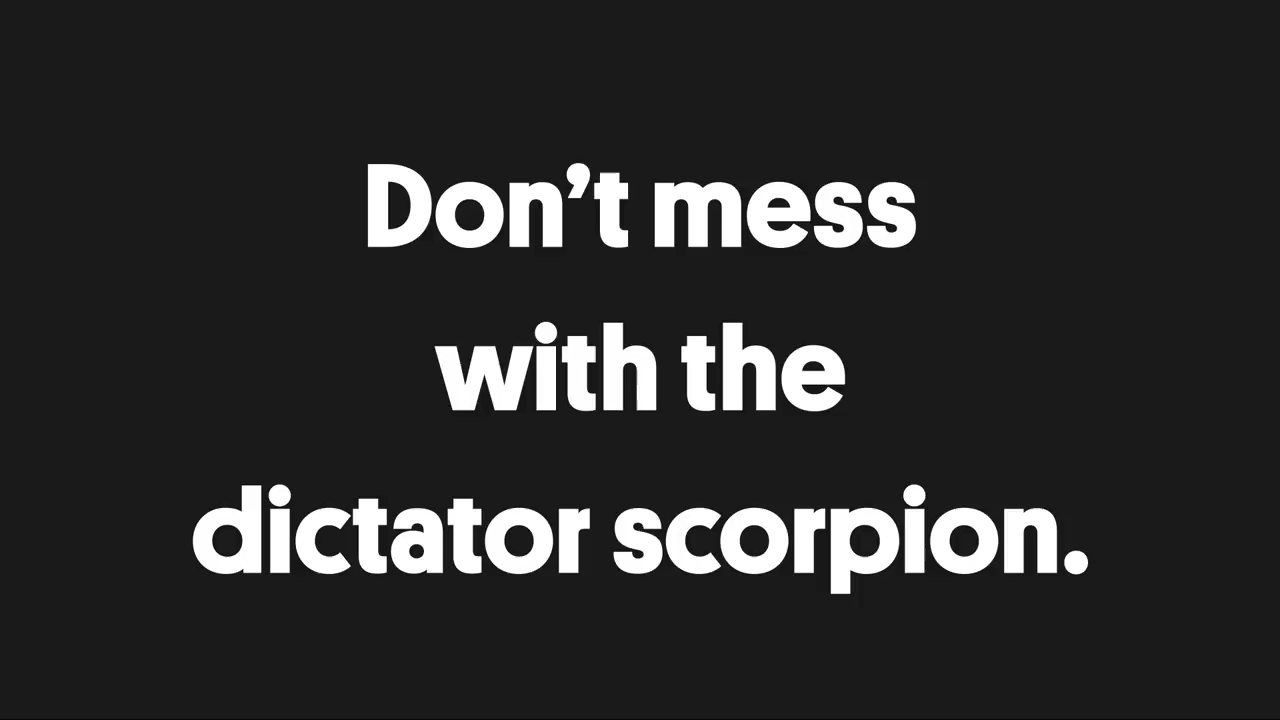 Don’t mess
with the
dictator scorpion.